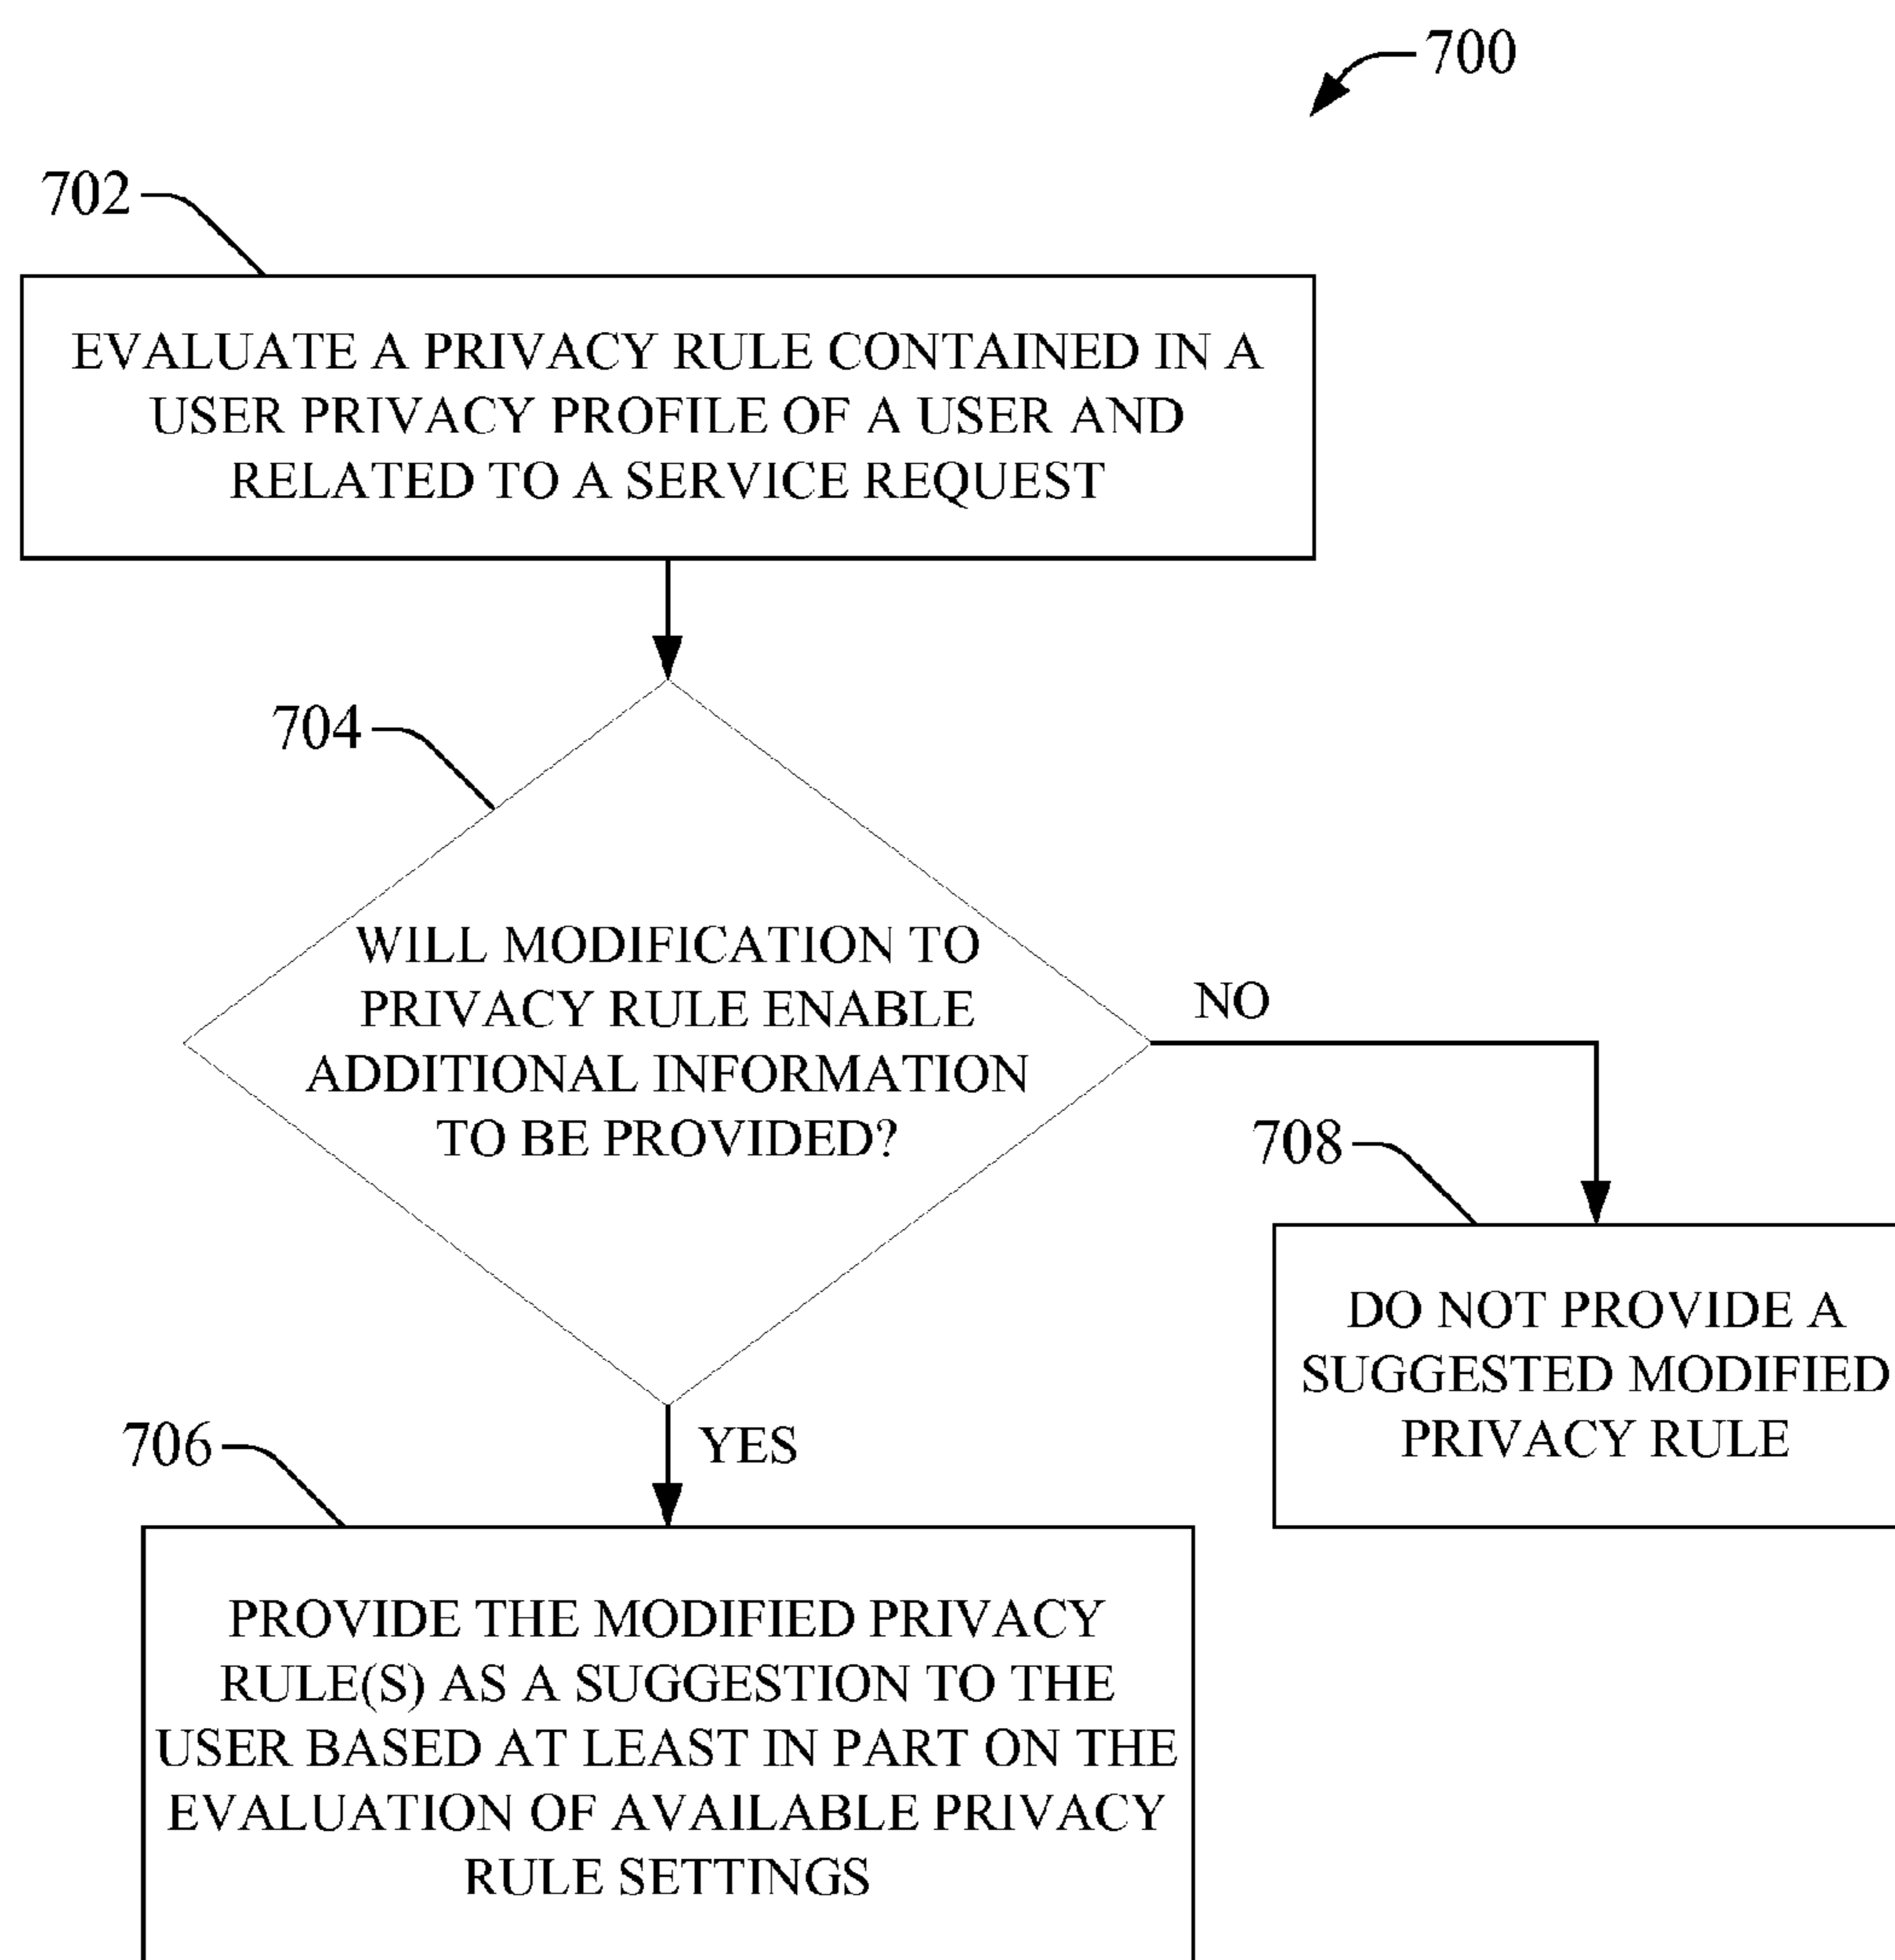 700
702
EVALUATE A PRIVACY RULE CONTAINED IN A
USER PRIVACY PROFILE OF A USER AND
RELATED TO A SERVICE REQUEST
704
WILL MODIFICATION TO
PRIVACY RULE ENABLE
ADDITIONAL INFORMATION
TO BE PROVIDED?
NO
708
DO NOT PROVIDE A
SUGGESTED MODIFIED
PRIVACY RULE
YES
706
PROVIDE THE MODIFIED PRIVACY
RULE(S) AS A SUGGESTION TO THE
USER BASED AT LEAST IN PART ON THE
EVALUATION OF AVAILABLE PRIVACY
RULE SETTINGS